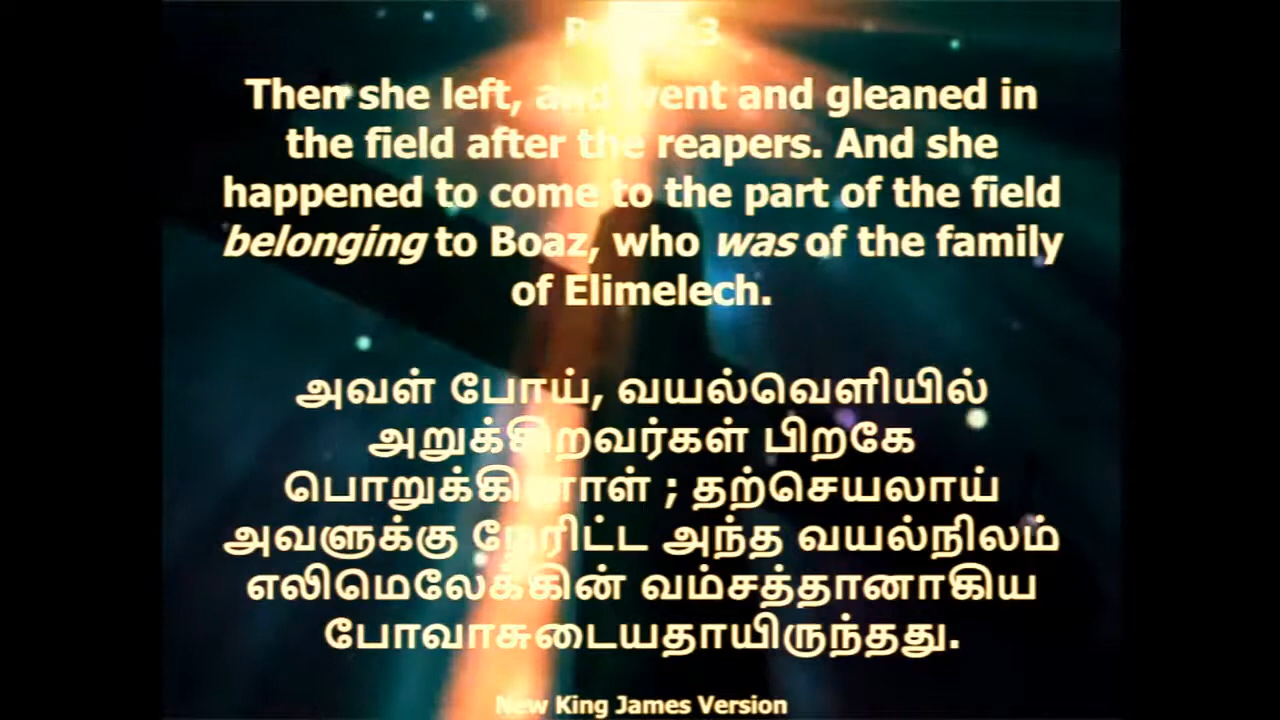 Then she left, and went and gleaned in
the field after the reapers. And she
happened to come to the part of the field
belonging to Boaz, who was of the family
of Elimelech.
அவள் போய், வயல்வெளியில்
அறுக்கிறவர்கள் பிறகே
பொறுக்கினாள் ; தற்செயலாய்
அவளுக்கு நேரிட்ட அந்த வயல்நிலம்
எலிமெலேக்கின் வம்சத்தானாகிய
போவாசுடையதாயிருந்தது.
New King James Version